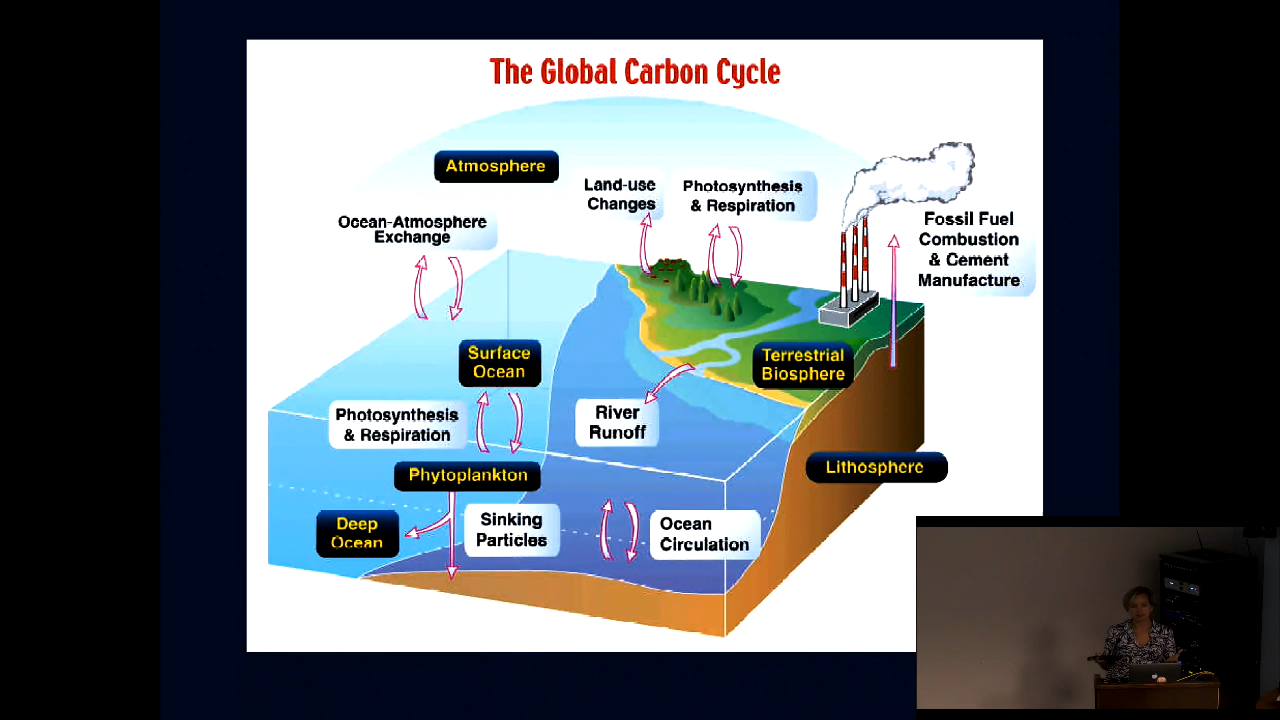 The Global Carbon Cycle
Atmosphere
Land-use
Changes
Photosynthesis
& Respiration
Ocean-Atmosphere
Exchange
Fossil Fuel
Combustion
& Cement
Manufacture
Surface
Ocean
Terrestrial
Biosphere
Photosynthesis
& Respiration
River
Runoff
Lithosphere
Phytoplankton
Deep
Ocean
Sinking
Particles
Ocean
Circulation